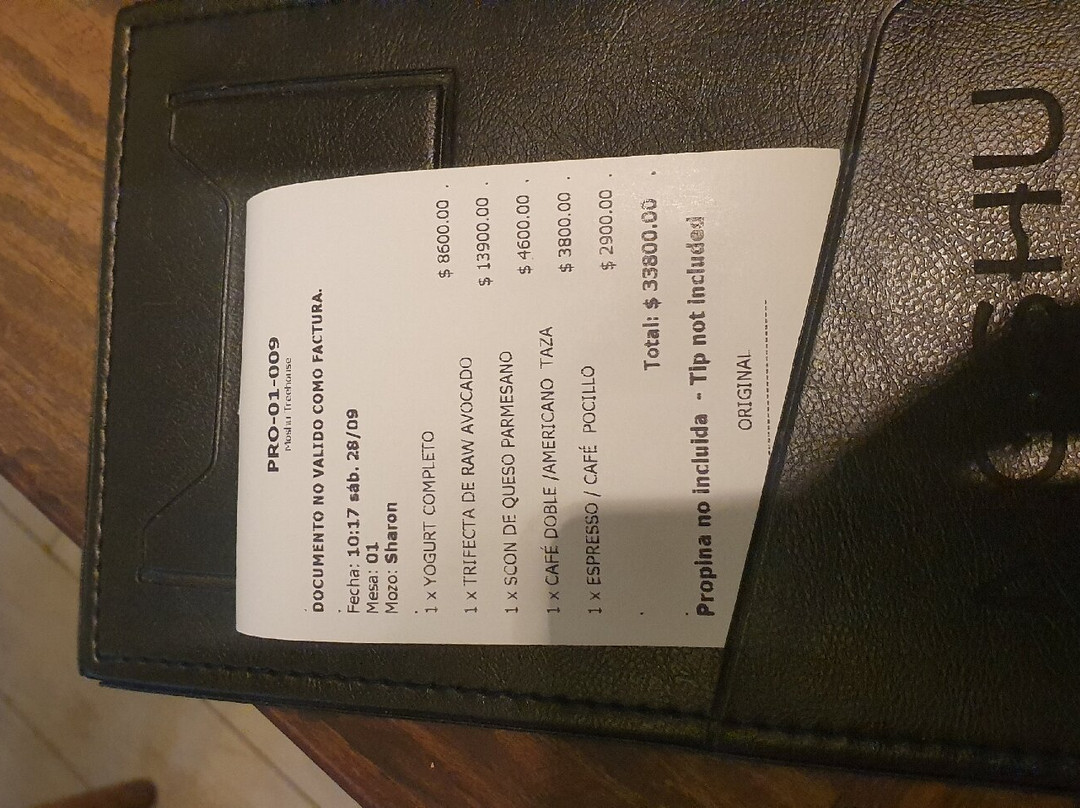 PRO-01-009
Moshu Treehouse
DOCUMENTO NO VALIDO COMO FACTURA.
Fecha: 10:17 sáb. 28/09
Mesa: 01
Mozo: Sharon
1 x YOGURT COMPLETO $ 8600.00 .
1 x TRIFECTA DE RAW AVOCADO $ 13900.00 .
1 x SCON DE QUESO PARMESANO $ 4600.00 .
1 x CAFÉ DOBLE /AMERICANO TAZA $ 3800.00 .
1 x ESPRESSO / CAFÉ POCILLO $ 2900.00 .
Total: $ 33800.00 .
Propina no incluida - Tip not included
ORIGINAL
MOSHU